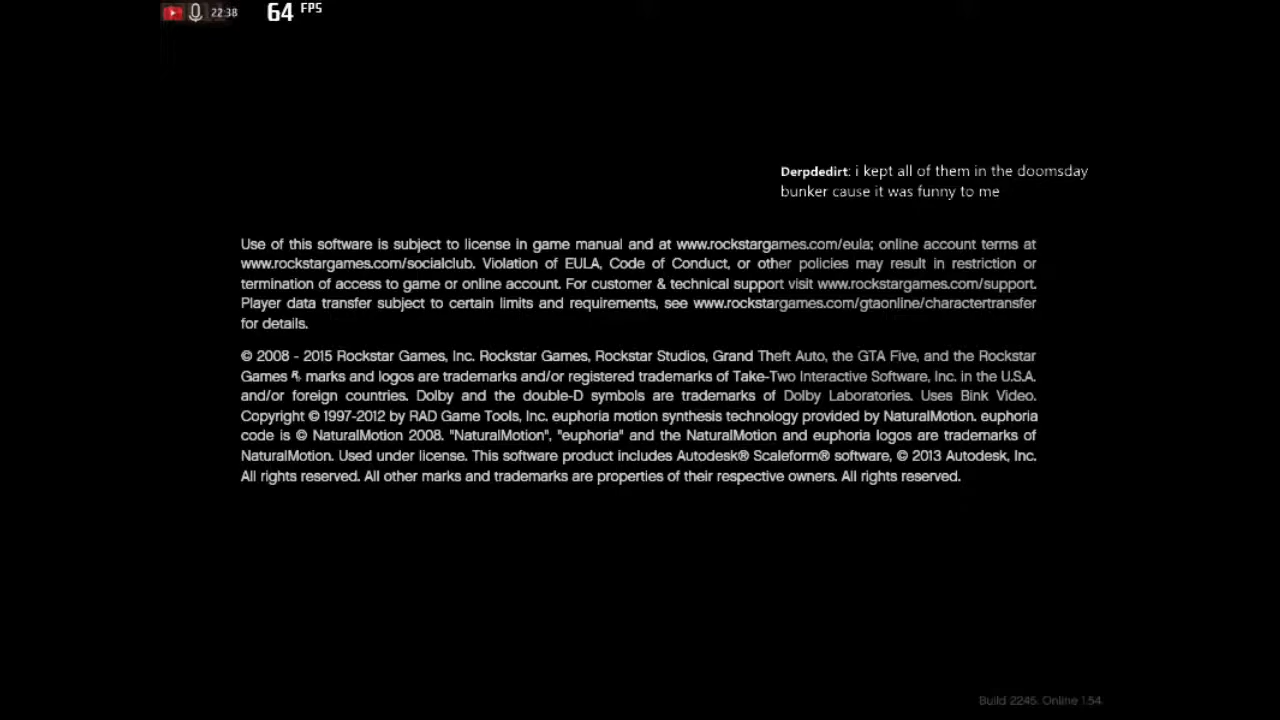 22:38
64 FPS
Derpdedirt: i kept all of them in the doomsday
bunker cause it was funny to me
Use of this software is subject to license in game manual and at www.rockstargames.com/eula; online account terms at
www.rockstargames.com/socialclub. Violation of EULA, Code of Conduct, or other policies may result in restriction or
termination of access to game or online account. For customer & technical support visit www.rockstargames.com/support.
Player data transfer subject to certain limits and requirements, see www.rockstargames.com/gtaonline/charactertransfer
for details.
© 2008 - 2015 Rockstar Games, Inc. Rockstar Games, Rockstar Studios, Grand Theft Auto, the GTA Five, and the Rockstar
Games R* marks and logos are trademarks and/or registered trademarks of Take-Two Interactive Software, Inc. in the U.S.A.
and/or foreign countries. Dolby and the double-D symbols are trademarks of Dolby Laboratories. Uses Bink Video.
Copyright © 1997-2012 by RAD Game Tools, Inc. euphoria motion synthesis technology provided by NaturalMotion. euphoria
code is © NaturalMotion 2008. "NaturalMotion", "euphoria" and the NaturalMotion and euphoria logos are trademarks of
NaturalMotion. Used under license. This software product includes Autodesk® Scaleform® software, © 2013 Autodesk, Inc.
All rights reserved. All other marks and trademarks are properties of their respective owners. All rights reserved.
Build 2245, Online 1.54